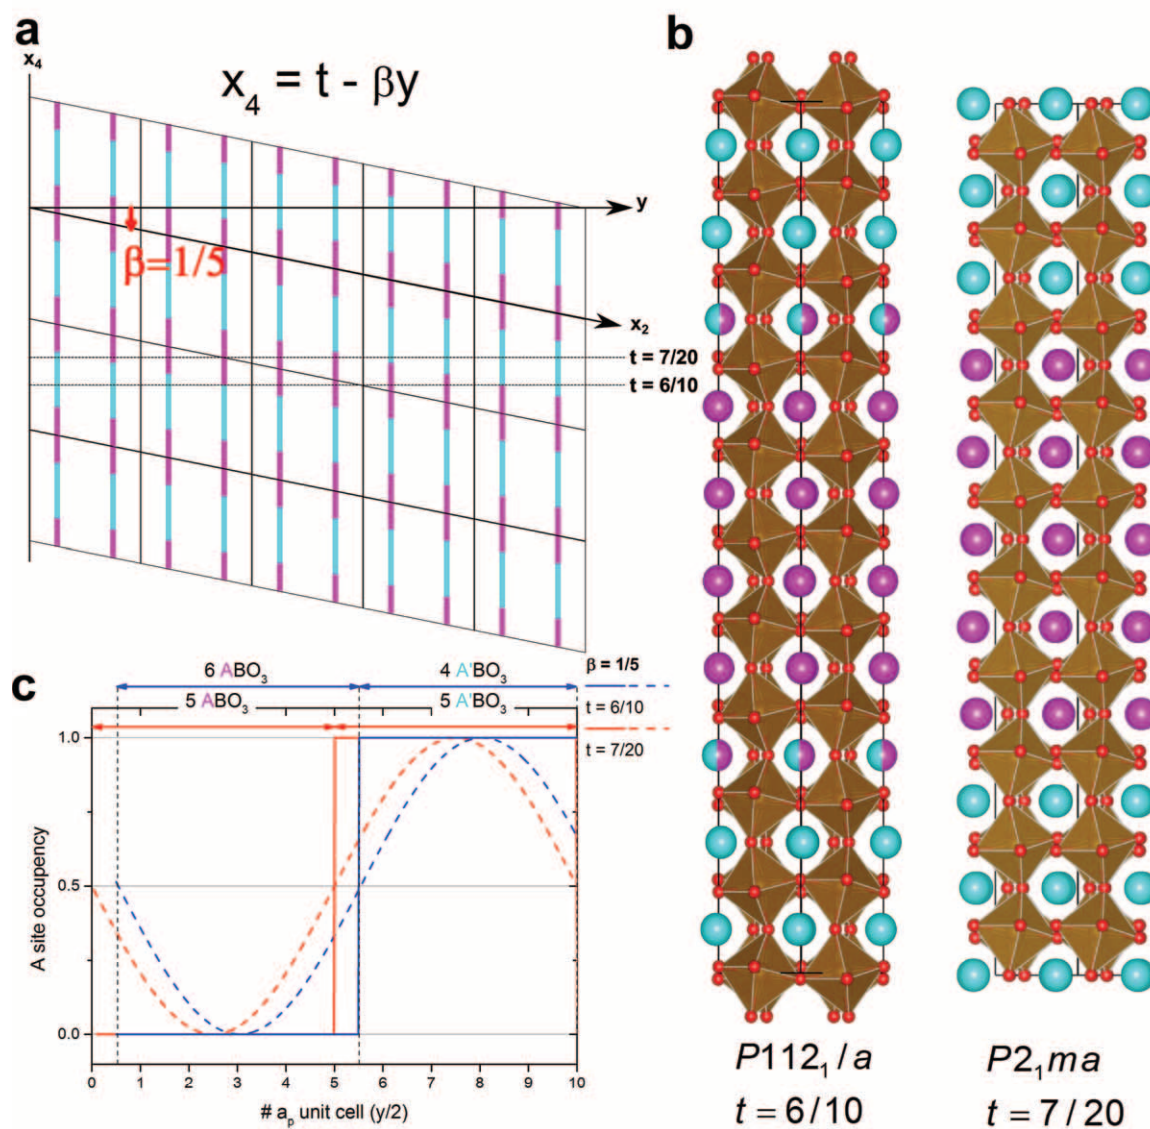 a
x₄
x₄ = t - βy
y
β=1/5
x₂
t = 7/20
t = 6/10
b
P112₁/a
t = 6/10
P2₁ma
t = 7/20
c
6 ABO₃
4 A'BO₃
β = 1/5
5 ABO₃
5 A'BO₃
t = 6/10
t = 7/20
1.0
0.5
0.0
A site occupency
0 1 2 3 4 5 6 7 8 9 10
# aₚ unit cell (y/2)